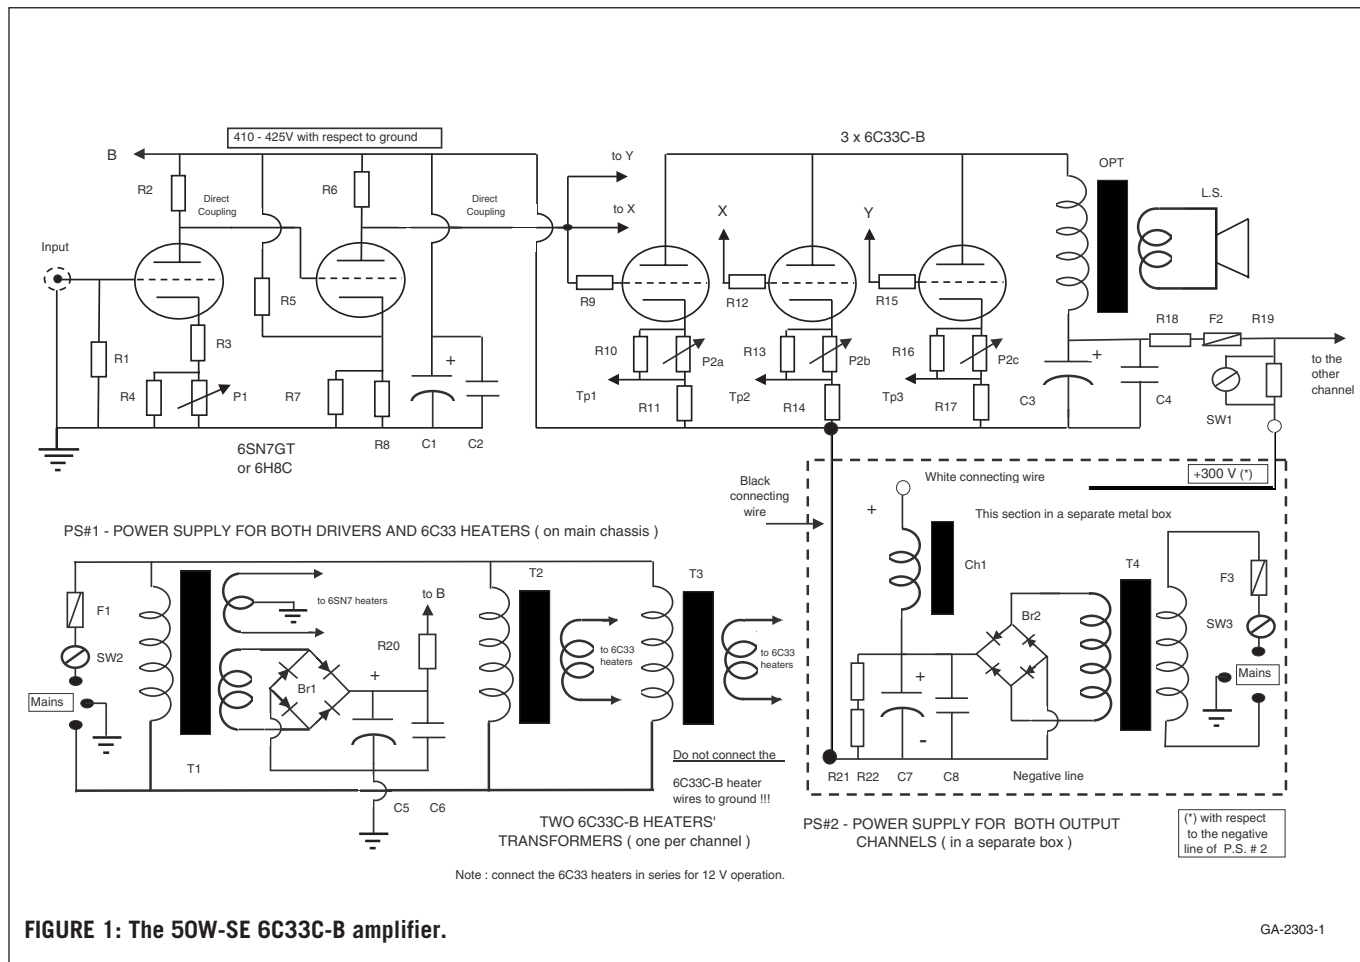 410 - 425V with respect to ground
3 x 6C33C-B
B
R2
R6
Direct
Coupling
Direct
Coupling
to Y
to X
X
Y
OPT
L.S.
Input
R5
R9
R12
R15
R1
R3
R4
P1
R7
R8
+
C1
C2
R10
P2a
Tp1
R11
R13
P2b
Tp2
R14
R16
P2c
Tp3
R17
C3
+
C4
R18
F2
R19
SW1
to the
other
channel
6SN7GT
or 6H8C
Black
connecting
wire
White connecting wire
+300 V (*)
This section in a separate metal box
+
Ch1
Br2
T4
F3
SW3
Mains
+
-
R21
R22
C7
C8
Negative line
PS#1 - POWER SUPPLY FOR BOTH DRIVERS AND 6C33 HEATERS ( on main chassis )
F1
SW2
Mains
T1
to 6SN7 heaters
to B
R20
Br1
+
C5
C6
T2
to 6C33
heaters
T3
to 6C33
heaters
Do not connect the
6C33C-B heater
wires to ground !!!
TWO 6C33C-B HEATERS'
TRANSFORMERS ( one per channel )
PS#2 - POWER SUPPLY FOR BOTH OUTPUT
CHANNELS ( in a separate box )
(*) with respect
to the negative
line of P.S. # 2
Note : connect the 6C33 heaters in series for 12 V operation.
FIGURE 1: The 50W-SE 6C33C-B amplifier.
GA-2303-1